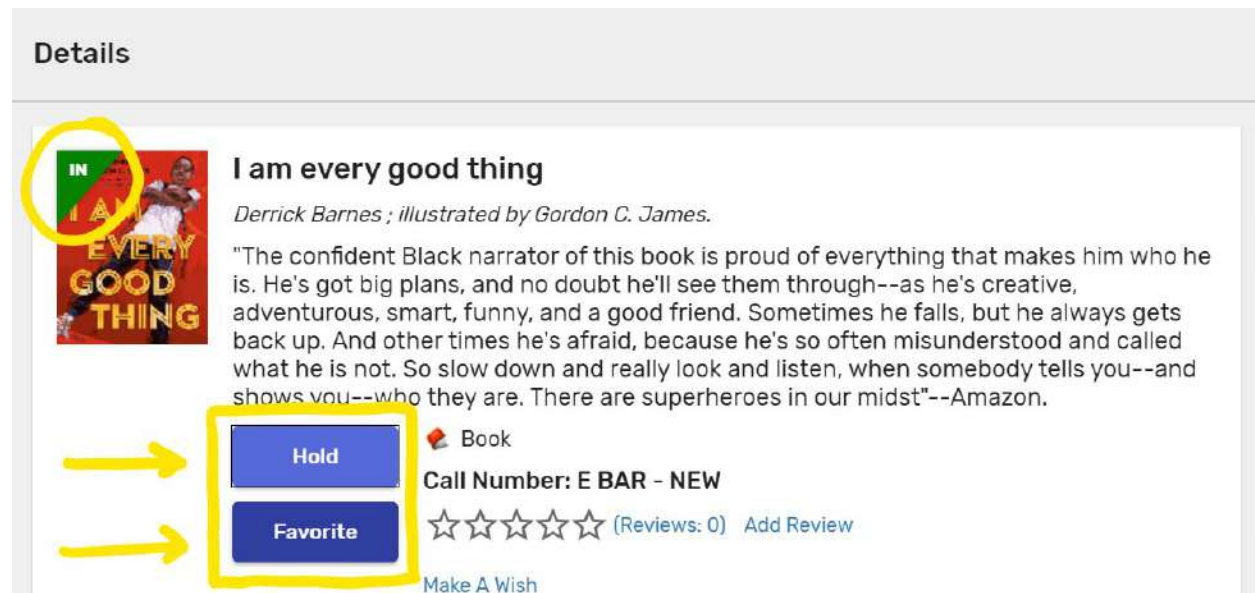 Details
IN
I AM
EVERY
GOOD
THING
I am every good thing
Derrick Barnes ; illustrated by Gordon C. James.
"The confident Black narrator of this book is proud of everything that makes him who he
is. He's got big plans, and no doubt he'll see them through--as he's creative,
adventurous, smart, funny, and a good friend. Sometimes he falls, but he always gets
back up. And other times he's afraid, because he's so often misunderstood and called
what he is not. So slow down and really look and listen, when somebody tells you--and
shows you--who they are. There are superheroes in our midst"--Amazon.
Hold
Book
Call Number: E BAR - NEW
Favorite
(Reviews: 0) Add Review
Make A Wish